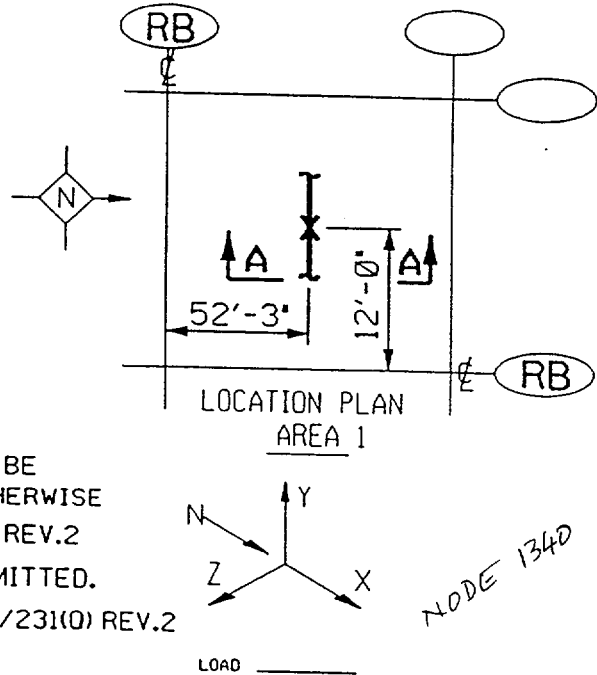 RB
℄
N
A A
52'-3"
12'-0"
℄ RB
LOCATION PLAN
AREA 1
BE
HERWISE
REV.2
MITTED.
/231(0) REV.2
N
Y
Z
X
NODE 1340
LOAD